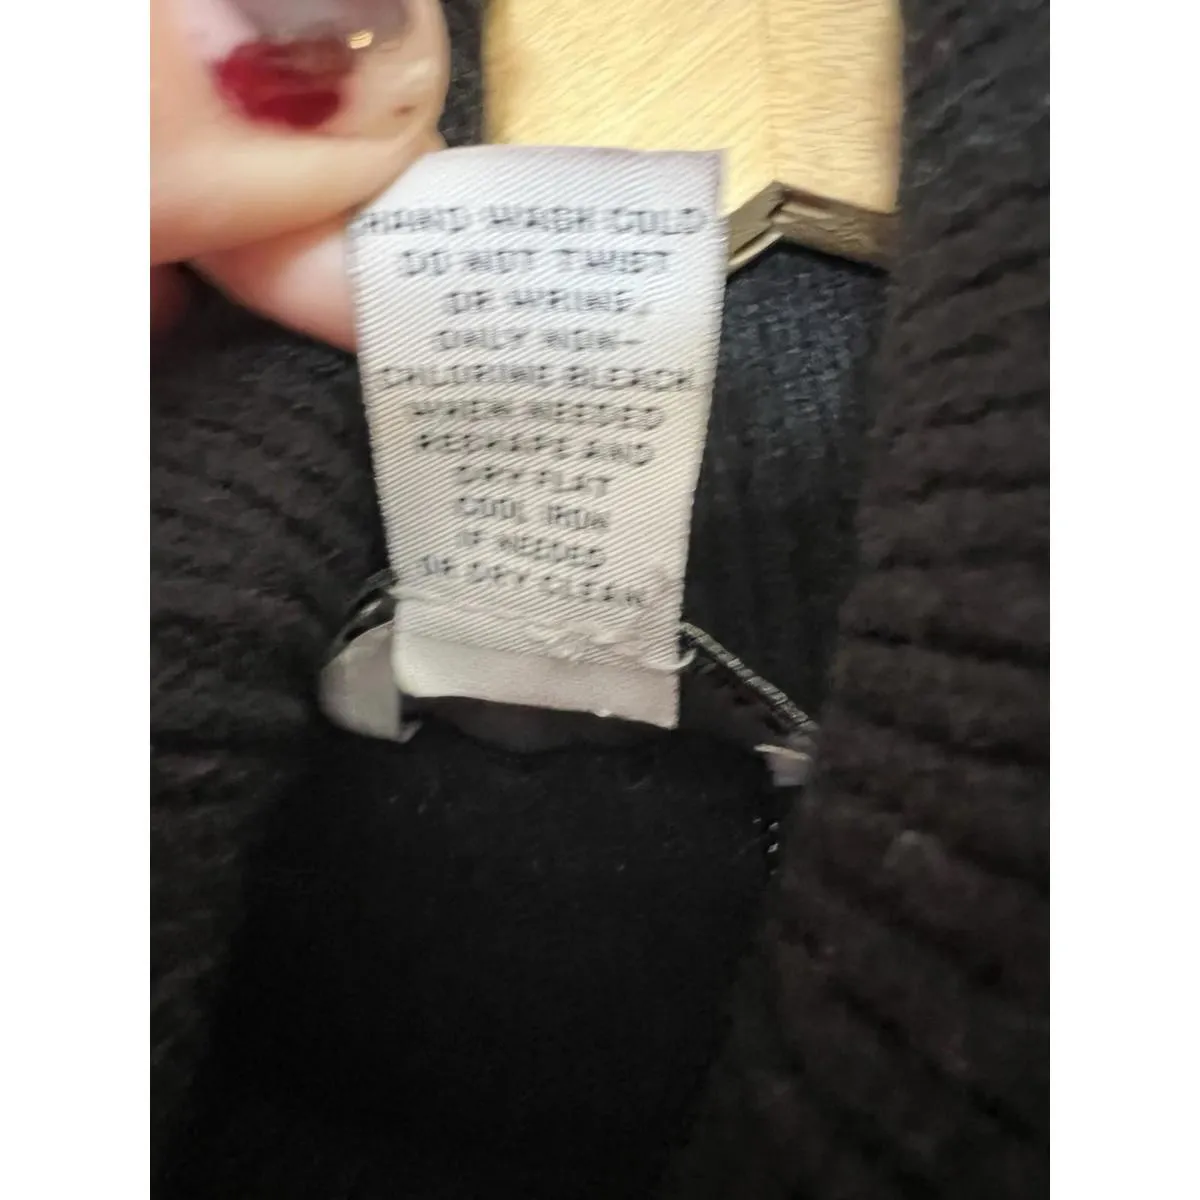 HAND WASH COLD
DO NOT TWIST
OR WRING,
ONLY NON-
CHLORINE BLEACH
WHEN NEEDED
RESHAPE AND
DRY FLAT
COOL IRON
IF NEEDED
OR DRY CLEAN